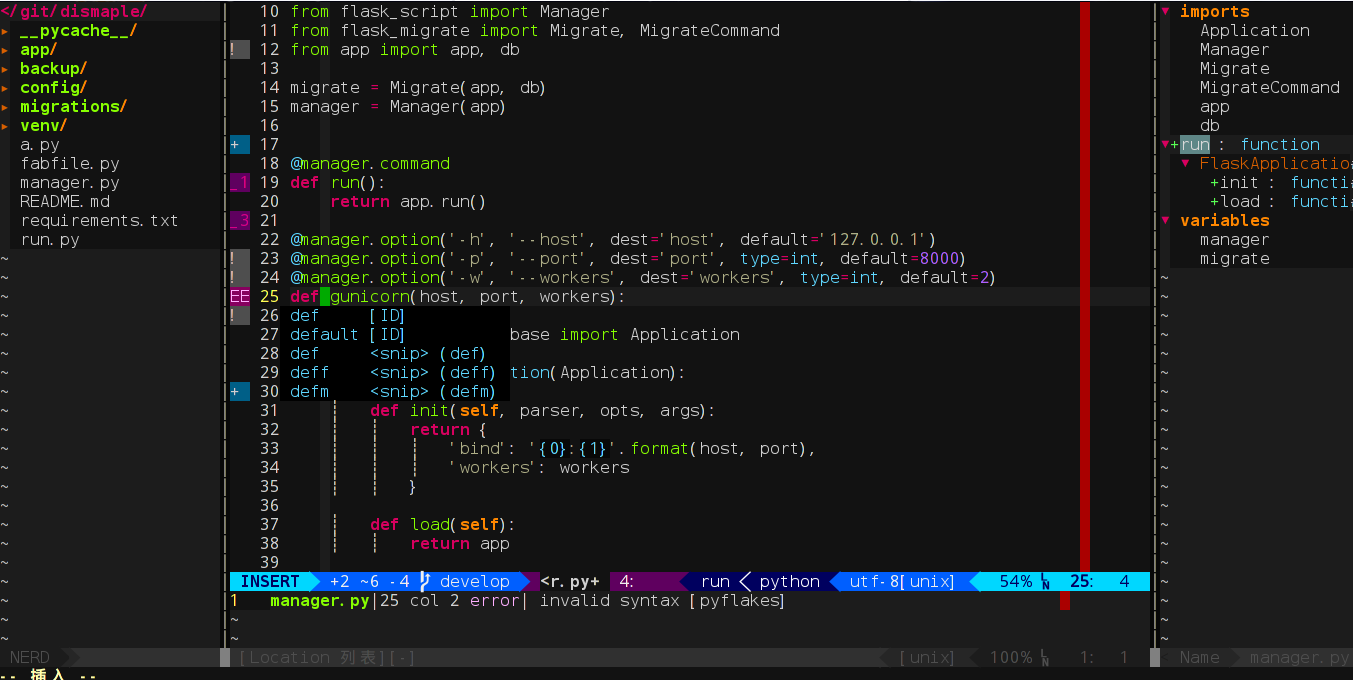 </git/dismaple/
▸ __pycache__/
▸ app/
▸ backup/
▸ config/
▸ migrations/
▸ venv/
a.py
fabfile.py
manager.py
README.md
requirements.txt
run.py
10 from flask_script import Manager
11 from flask_migrate import Migrate, MigrateCommand
! 12 from app import app, db
13
14 migrate = Migrate(app, db)
15 manager = Manager(app)
16
+ 17
18 @manager.command
_1 19 def run():
20 return app.run()
_3 21
22 @manager.option('-h', '--host', dest='host', default='127.0.0.1')
! 23 @manager.option('-p', '--port', dest='port', type=int, default=8000)
! 24 @manager.option('-w', '--workers', dest='workers', type=int, default=2)
EE 25 def gunicorn(host, port, workers):
! 26 def [ID]
27 default [ID] base import Application
28 def <snip> (def)
29 deff <snip> (deff) tion(Application):
+ 30 defm <snip> (defm)
31 def init(self, parser, opts, args):
32 return {
33 'bind': '{0}:{1}'.format(host, port),
34 'workers': workers
35 }
36
37 def load(self):
38 return app
39
INSERT +2 ~6 -4 develop <r.py+ 4: run python utf-8[unix] 54% LN 25: 4
1 manager.py|25 col 2 error| invalid syntax [pyflakes]
▼ imports
Application
Manager
Migrate
MigrateCommand
app
db
▼+run : function
▼ FlaskApplicatio
+init : functi
+load : functi
▼ variables
manager
migrate
NERD
[Location 列表][-] [unix] 100% LN 1: 1
Name manager.py
-- 插入 --